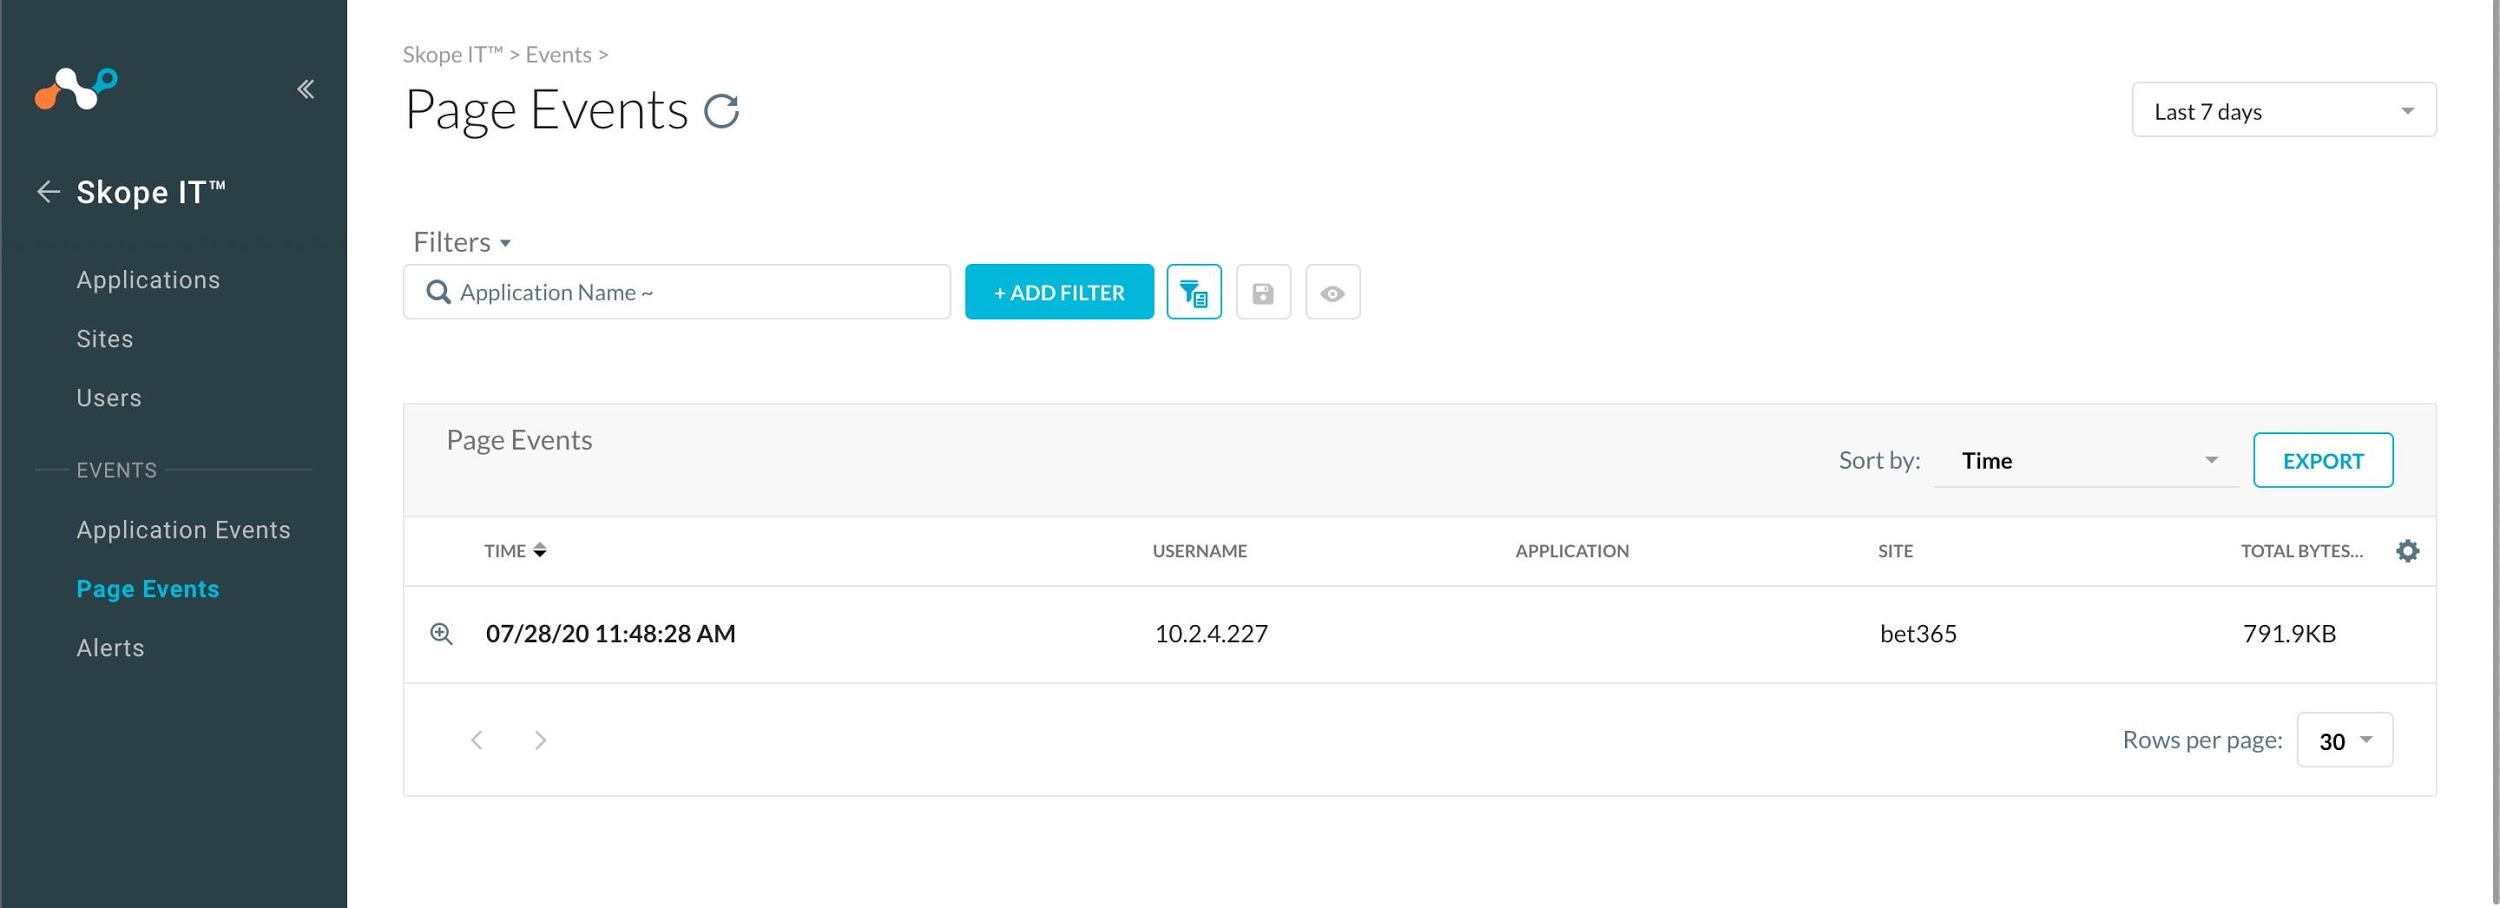 Skope IT™ > Events >
Page Events
Last 7 days
Skope IT™
Applications
Sites
Users
EVENTS
Application Events
Page Events
Alerts
Filters
Application Name ~
+ ADD FILTER
Page Events
Sort by: Time
EXPORT
TIME USERNAME APPLICATION SITE TOTAL BYTES...
07/28/20 11:48:28 AM 10.2.4.227 bet365 791.9KB
Rows per page: 30